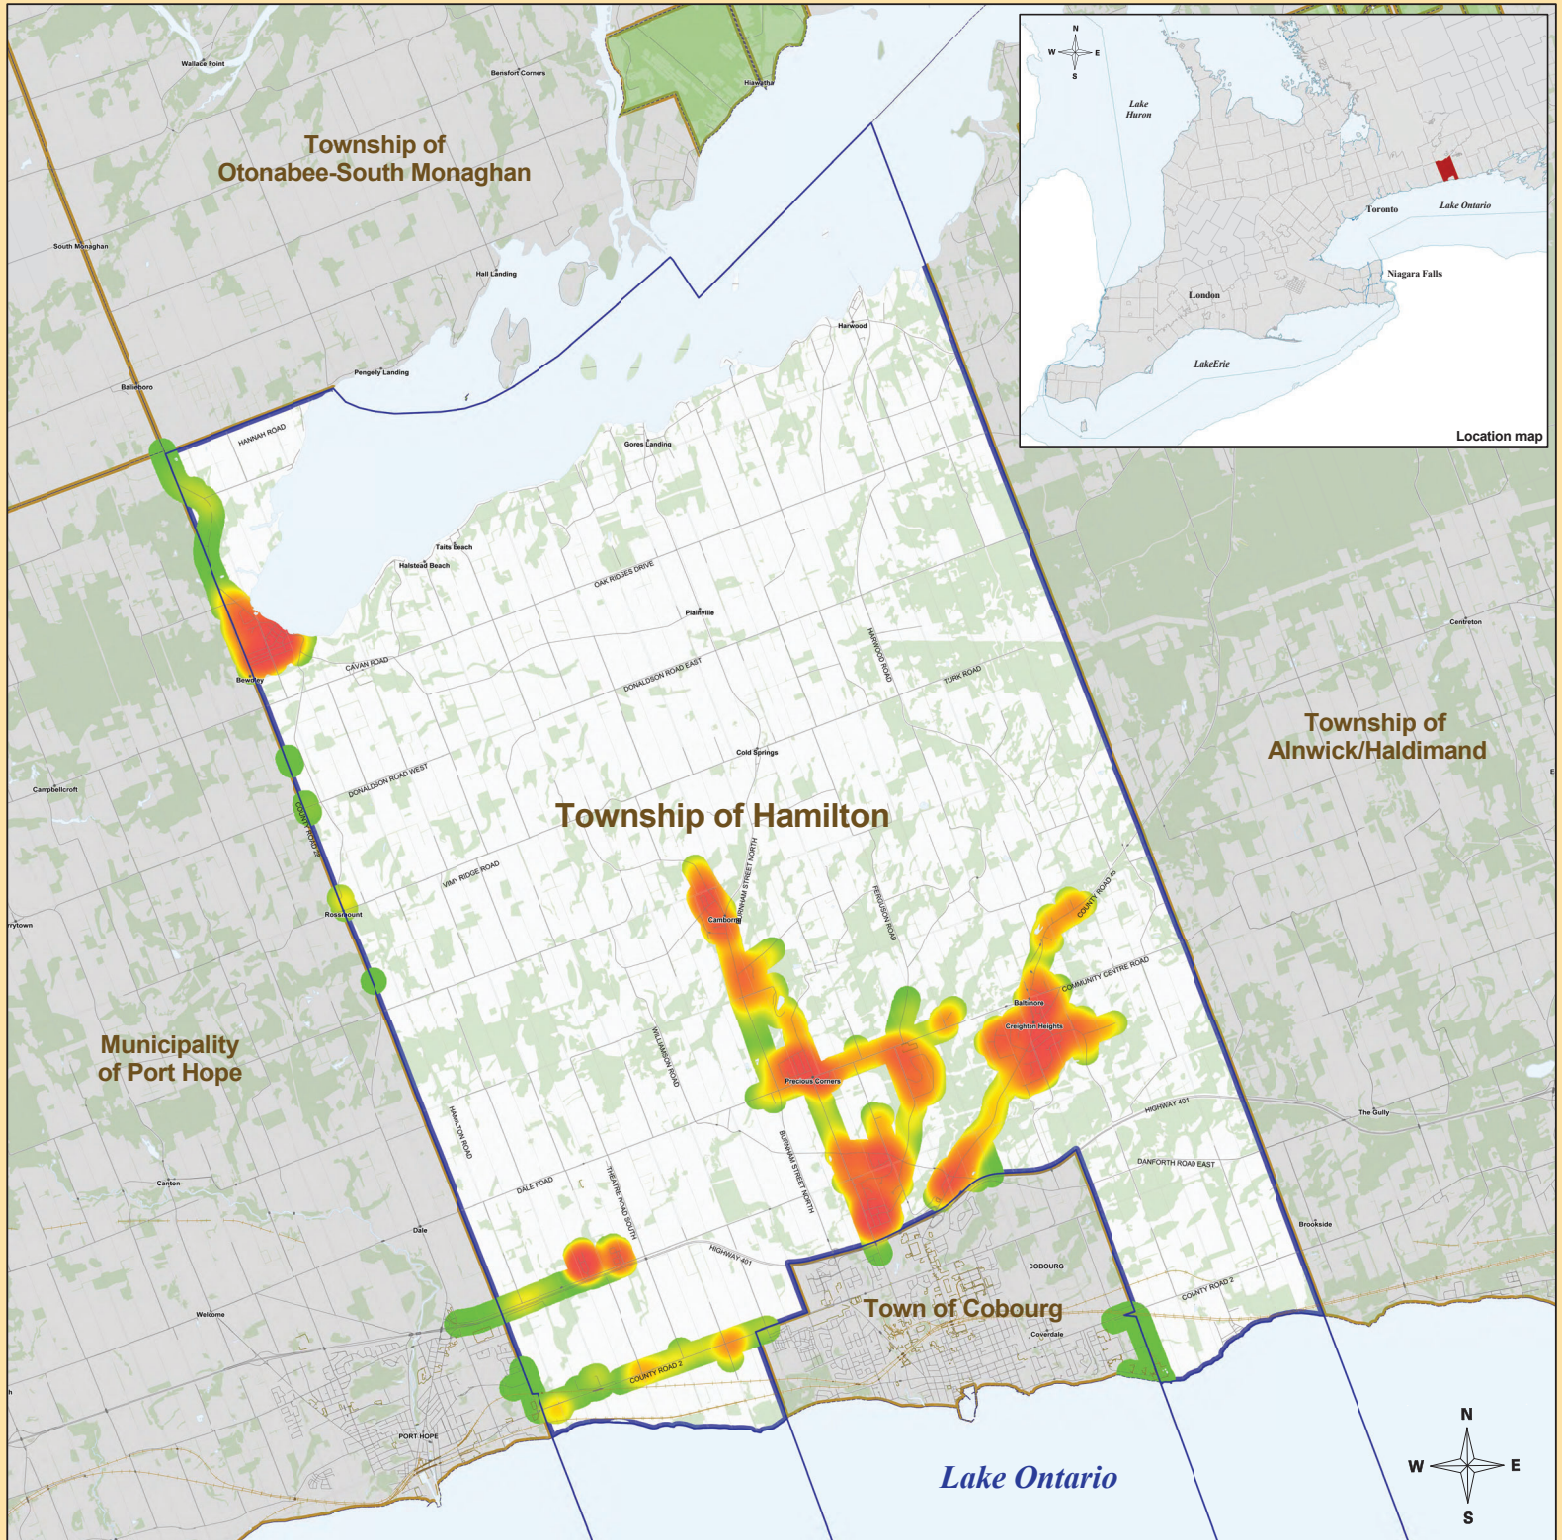 Wallace Point
Bensfort Corners
Hiawatha
Township of
Otonabee-South Monaghan
South Monaghan
Hall Landing
Pengely Landing
Bailieboro
HANNAH ROAD
Harwood
Gores Landing
N
W
E
S
Lake
Huron
Toronto
Lake Ontario
Niagara Falls
London
LakeErie
Location map
Taits Beach
Halstead Beach
OAK RIDGES DRIVE
Plainville
CAVAN ROAD
DONALDSON ROAD EAST
HARWOOD ROAD
TURK ROAD
Centreton
Bewdley
Township of
Alnwick/Haldimand
Cold Springs
DONALDSON ROAD WEST
Campbellcroft
COUNTY ROAD 28
Township of Hamilton
VIMY RIDGE ROAD
BURNHAM STREET NORTH
FERGUSON ROAD
Rossmount
rrytown
Camborne
COUNTY ROAD
COMMUNITY CENTRE ROAD
Baltimore
Creightin Heights
Municipality
of Port Hope
WILLIAMSON ROAD
Precious Corners
HAMILTON ROAD
BURNHAM STREET NORTH
HIGHWAY 401
The Gully
DANFORTH ROAD EAST
Canton
DALE ROAD
THEATRE ROAD SOUTH
Dale
HIGHWAY 401
Brookside
COBOURG
COUNTY ROAD 2
Welcome
Town of Cobourg
Coverdale
COUNTY ROAD 2
PORT HOPE
Lake Ontario
N
W
E
S